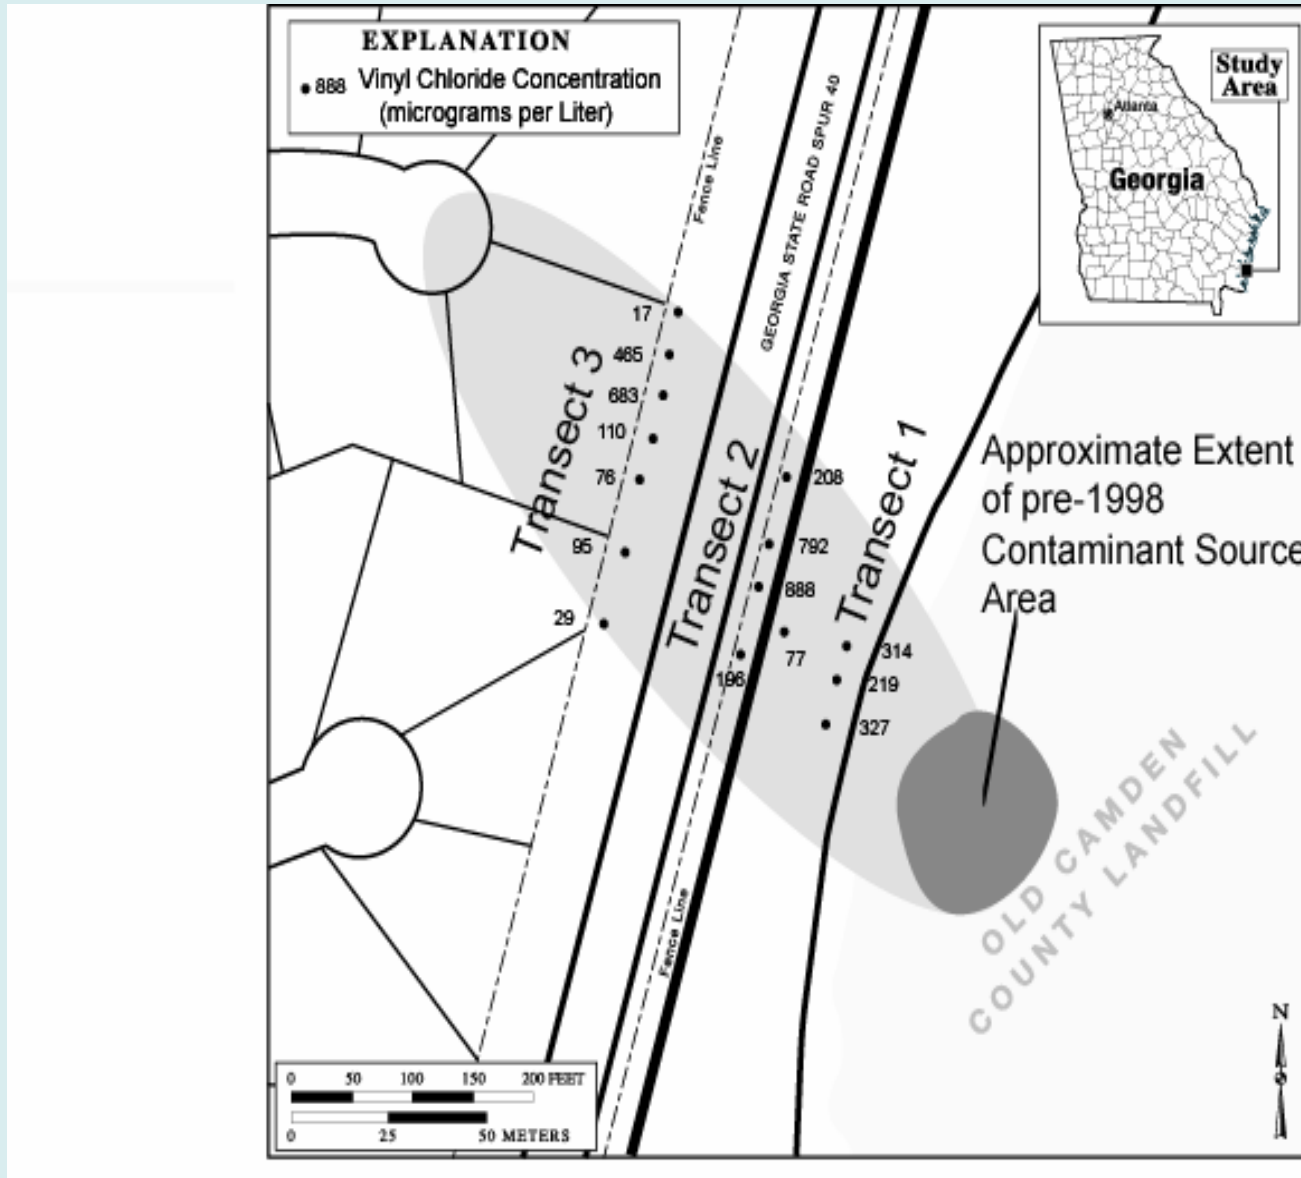 EXPLANATION
888 Vinyl Chloride Concentration
(micrograms per Liter)
Fence Line
GEORGIA STATE ROAD SPUR 40
Study
Area
Atlanta
Georgia
17
465
683
110
76
95
29
Transect 3
Transect 2
208
792
888
77
196
Transect 1
314
219
327
Approximate Extent
of pre-1998
Contaminant Source
Area
OLD CAMDEN
COUNTY LANDFILL
Fence Line
N
0 50 100 150 200 FEET
0 25 50 METERS